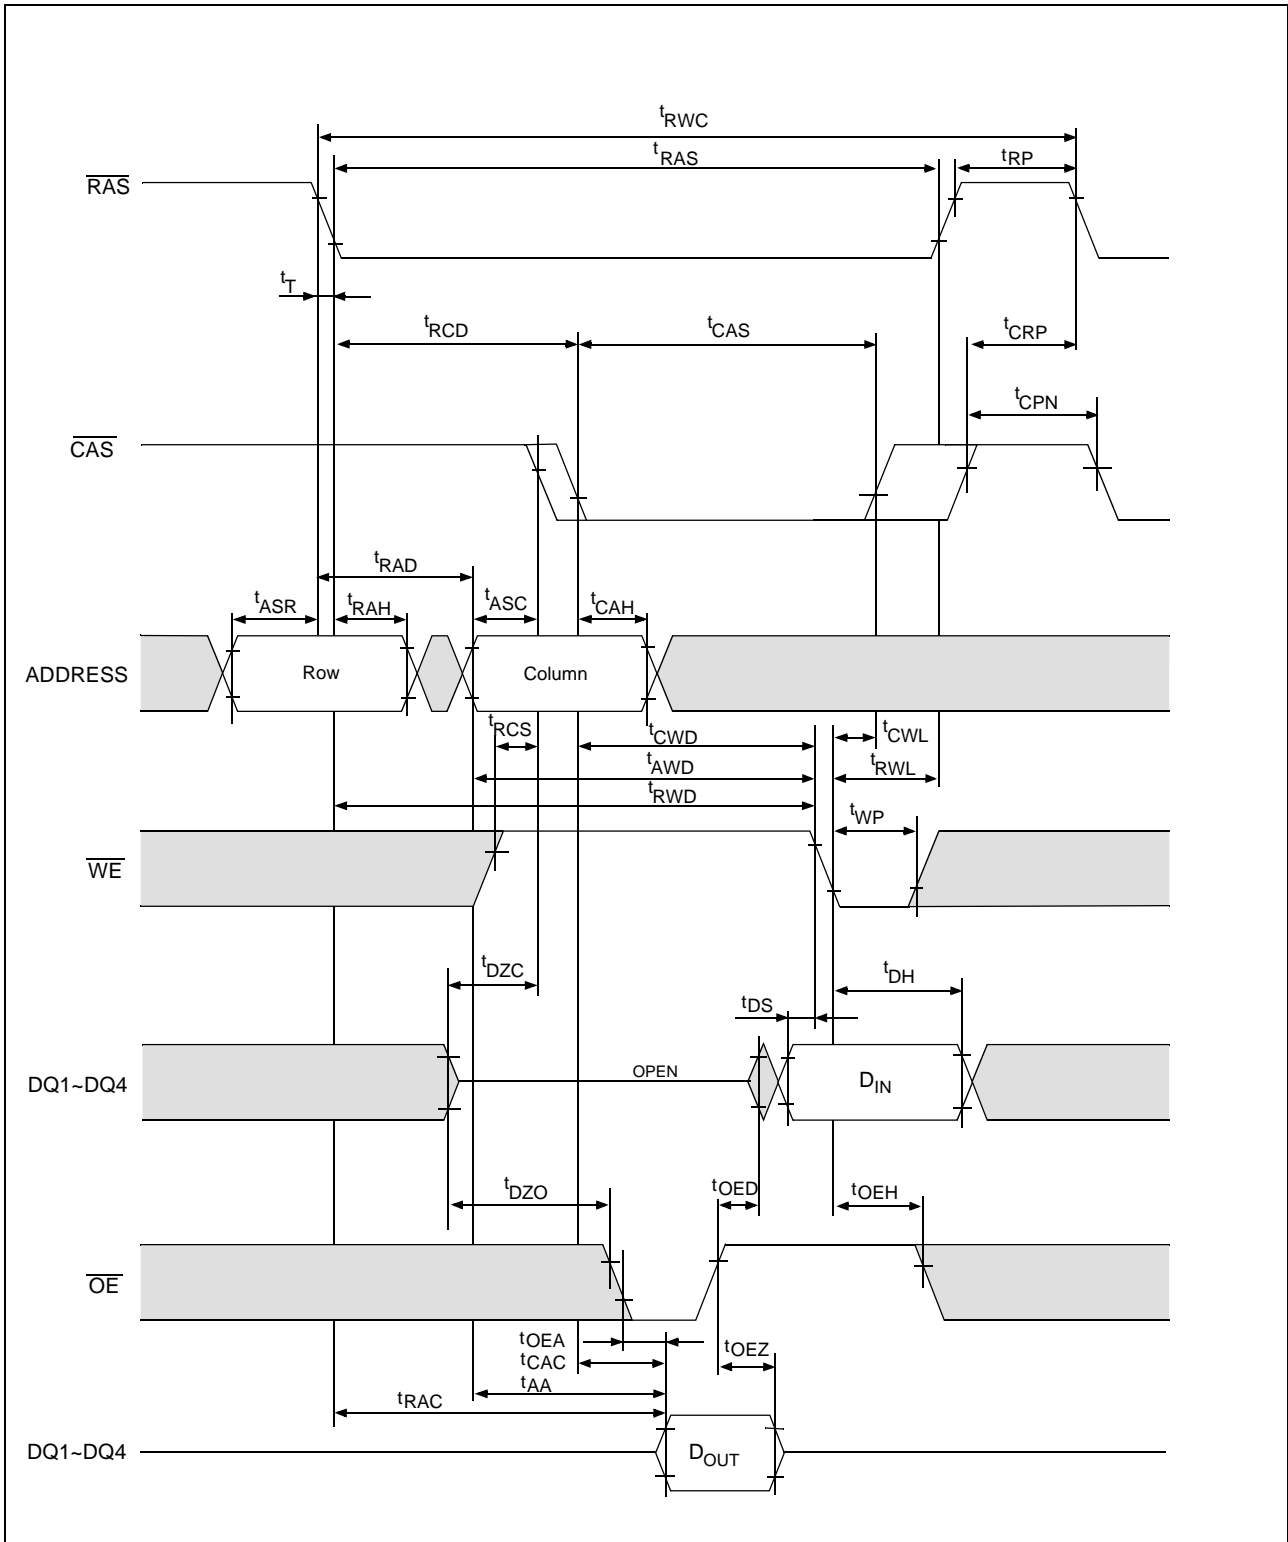 tRWC
tRAS
tRP
RAS
tT
tRCD
tCAS
tCRP
tCPN
CAS
tRAD
tASR
tRAH
tASC
tCAH
ADDRESS
Row
Column
tRCS
tCWD
tCWL
tAWD
tRWL
tRWD
tWP
WE
tDZC
tDH
tDS
DQ1~DQ4
OPEN
DIN
tDZO
tOED
tOEH
OE
tOEA
tOEZ
tCAC
tAA
tRAC
DQ1~DQ4
DOUT